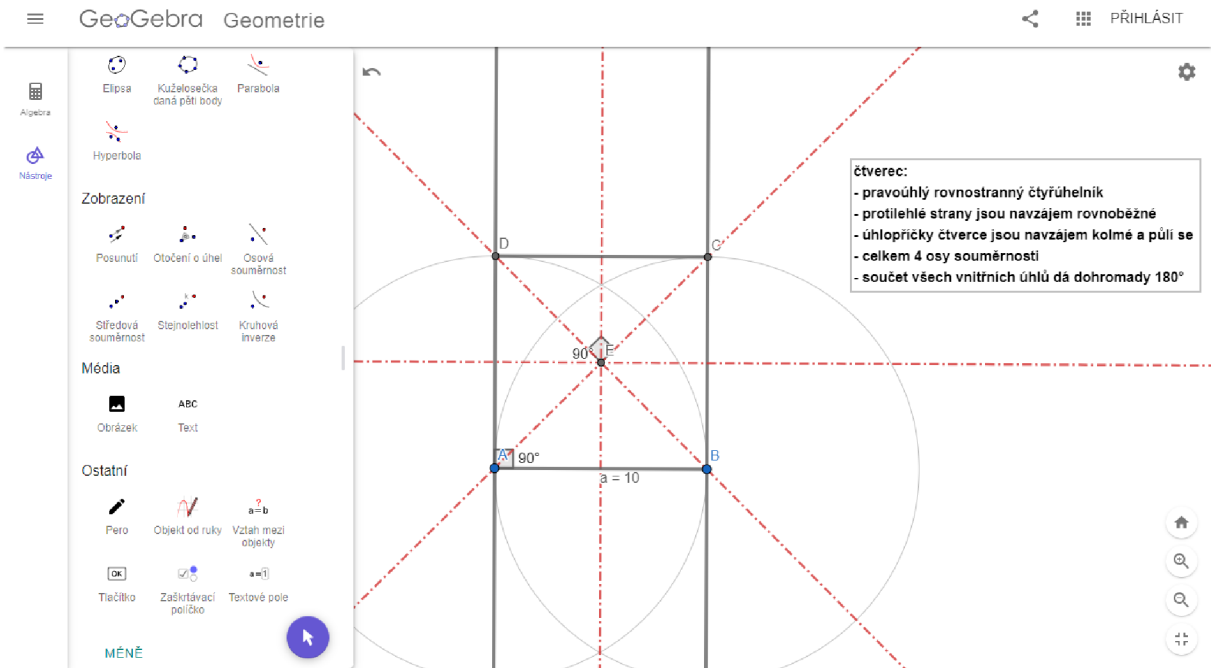 GeoGebra Geometrie
PŘIHLÁSIT
Algebra
Nástroje
Elipsa
Kuželosečka
daná pěti body
Parabola
Hyperbola
Zobrazení
Posunutí
Otočení o úhel
Osová
souměrnost
Středová
souměrnost
Stejnolehlost
Kruhová
inverze
Média
Obrázek
ABC
Text
Ostatní
Pero
Objekt od ruky
?
a=b
Vztah mezi
objekty
OK
Tlačítko
Zaškrtávací
políčko
a=1
Textové pole
MÉNĚ
D
C
90°
E
A
90°
B
a = 10
čtverec:
- pravoúhlý rovnostranný čtyřúhelník
- protilehlé strany jsou navzájem rovnoběžné
- úhlopříčky čtverce jsou navzájem kolmé a půlí se
- celkem 4 osy souměrnosti
- součet všech vnitřních úhlů dá dohromady 180°